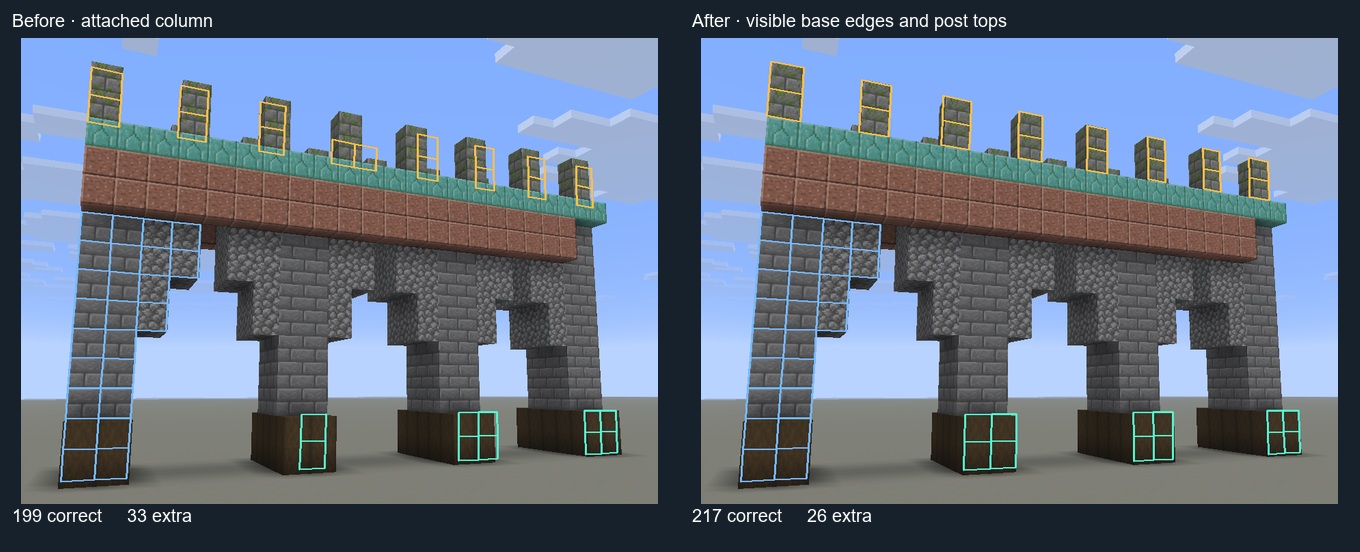 Before · attached column
After · visible base edges and post tops
199 correct 33 extra
217 correct 26 extra